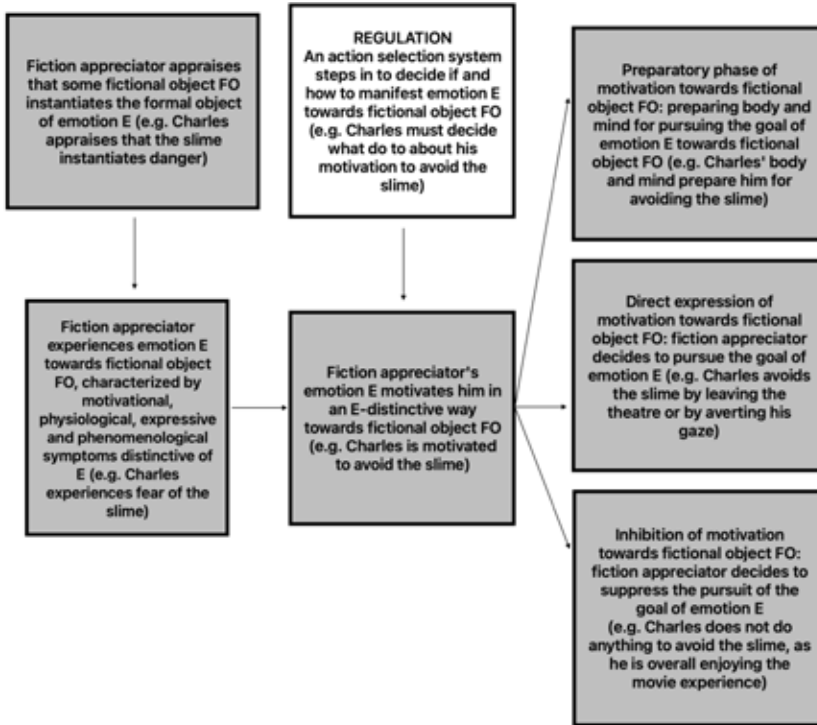 Fiction appreciator appraises
that some fictional object FO
instantiates the formal object
of emotion E (e.g. Charles
appraises that the slime
instantiates danger)
REGULATION
An action selection system
steps in to decide if and
how to manifest emotion E
towards fictional object FO
(e.g. Charles must decide
what do to about his
motivation to avoid the
slime)
Preparatory phase of
motivation towards fictional
object FO: preparing body and
mind for pursuing the goal of
emotion E towards fictional
object FO (e.g. Charles' body
and mind prepare him for
avoiding the slime)
Fiction appreciator
experiences emotion E
towards fictional object
FO, characterized by
motivational,
physiological, expressive
and phenomenological
symptoms distinctive of
E (e.g. Charles
experiences fear of the
slime)
Fiction appreciator's
emotion E motivates him in
an E-distinctive way
towards fictional object FO
(e.g. Charles is motivated
to avoid the slime)
Direct expression of
motivation towards fictional
object FO: fiction appreciator
decides to pursue the goal of
emotion E (e.g. Charles avoids
the slime by leaving the
theatre or by averting his
gaze)
Inhibition of motivation
towards fictional object FO:
fiction appreciator decides to
suppress the pursuit of the
goal of emotion E
(e.g. Charles does not do
anything to avoid the slime, as
he is overall enjoying the
movie experience)